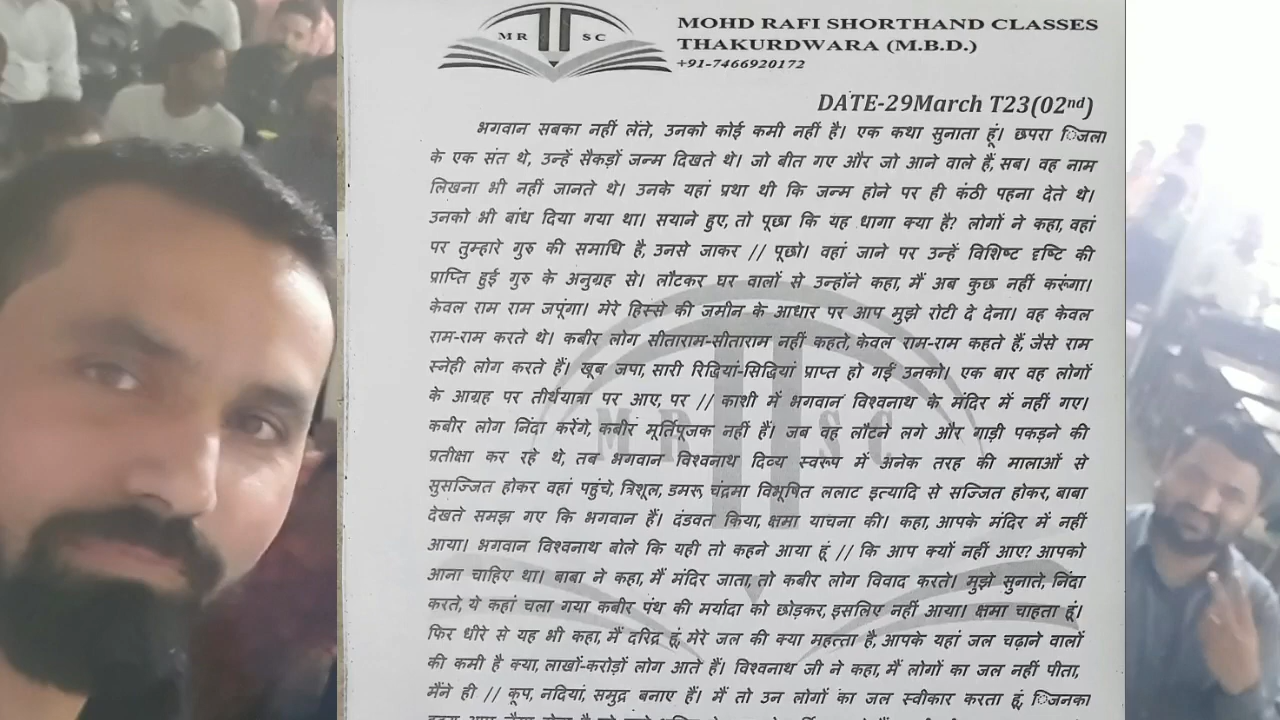 MR SC
MOHD RAFI SHORTHAND CLASSES
THAKURDWARA (M.B.D.)
+91-7466920172
DATE-29March T23(02nd)
भगवान सबका नहीं लेंते, उनको कोई कमी नहीं है। एक कथा सुनाता हूं। छपरा िजला
के एक संत थे, उन्हें सैकड़ों जन्म दिखते थे। जो बीत गए और जो आने वाले हैं, सब। वह नाम
लिखना भी नहीं जानते थे। उनके यहां प्रथा थी कि जन्म होने पर ही कंठी पहना देते थे।
उनको भी बांध दिया गया था। सयाने हुए, तो पूछा कि यह धागा क्या है? लोगों ने कहा, वहां
पर तुम्हारे गुरु की समाधि है, उनसे जाकर // पूछो। वहां जाने पर उन्हें विशिष्ट दृष्टि की
प्राप्ति हुई गुरु के अनुग्रह से। लौटकर घर वालों से उन्होंने कहा, मैं अब कुछ नहीं करूंगा।
केवल राम राम जपूंगा। मेरे हिस्से की जमीन के आधार पर आप मुझे रोटी दे देना। वह केवल
राम-राम करते थे। कबीर लोग सीताराम-सीताराम नहीं कहते, केवल राम-राम कहते हैं, जैसे राम
स्नेही लोग करते हैं। खूब जपा, सारी रिद्धियां-सिद्धियां प्राप्त हो गईं उनको। एक बार वह लोगों
के आग्रह पर तीर्थयात्रा पर आए, पर // काशी में भगवान विश्वनाथ के मंदिर में नहीं गए।
कबीर लोग निंदा करेंगे, कबीर मूर्तिपूजक नहीं हैं। जब वह लौटने लगे और गाड़ी पकड़ने की
प्रतीक्षा कर रहे थे, तब भगवान विश्वनाथ दिव्य स्वरूप में अनेक तरह की मालाओं से
सुसज्जित होकर वहां पहुंचे, त्रिशूल, डमरू चंद्रमा विभूषित ललाट इत्यादि से सज्जित होकर, बाबा
देखते समझ गए कि भगवान हैं। दंडवत किया, क्षमा याचना की। कहा, आपके मंदिर में नहीं
आया। भगवान विश्वनाथ बोले कि यही तो कहने आया हूं // कि आप क्यों नहीं आए? आपको
आना चाहिए था। बाबा ने कहा, मैं मंदिर जाता, तो कबीर लोग विवाद करते। मुझे सुनाते, निंदा
करते, ये कहां चला गया कबीर पंथ की मर्यादा को छोड़कर, इसलिए नहीं आया। क्षमा चाहता हूं।
फिर धीरे से यह भी कहा, मैं दरिद्र हूं, मेरे जल की क्या महत्ता है, आपके यहां जल चढ़ाने वालों
की कमी है क्या, लाखों-करोड़ों लोग आते हैं। विश्वनाथ जी ने कहा, मैं लोगों का जल नहीं पीता,
मैंने ही // कूप, नदियां, समुद्र बनाए हैं। मैं तो उन लोगों का जल स्वीकार करता हूं, िजनका